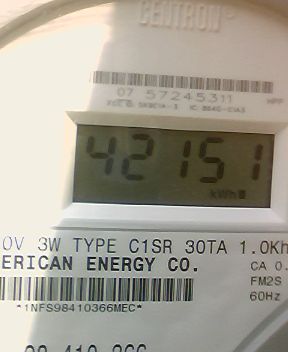 CENTRON®
07 57245311
HPF
42151
kWh
0V 3W TYPE C1SR 30TA 1.0Kh
ERICAN ENERGY CO.
CA 0.
FM2S
60Hz
*1NFS98410366MEC*